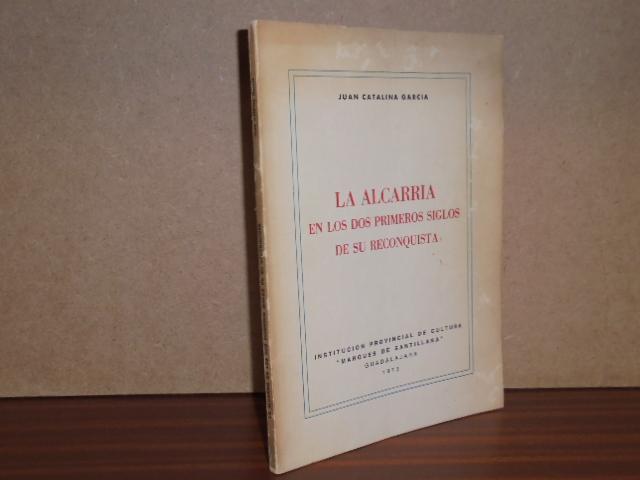 JUAN CATALINA GARCIA
LA ALCARRIA
EN LOS DOS PRIMEROS SIGLOS
DE SU RECONQUISTA
INSTITUCION PROVINCIAL DE CULTURA
"MARQUES DE SANTILLANA"
GUADALAJARA